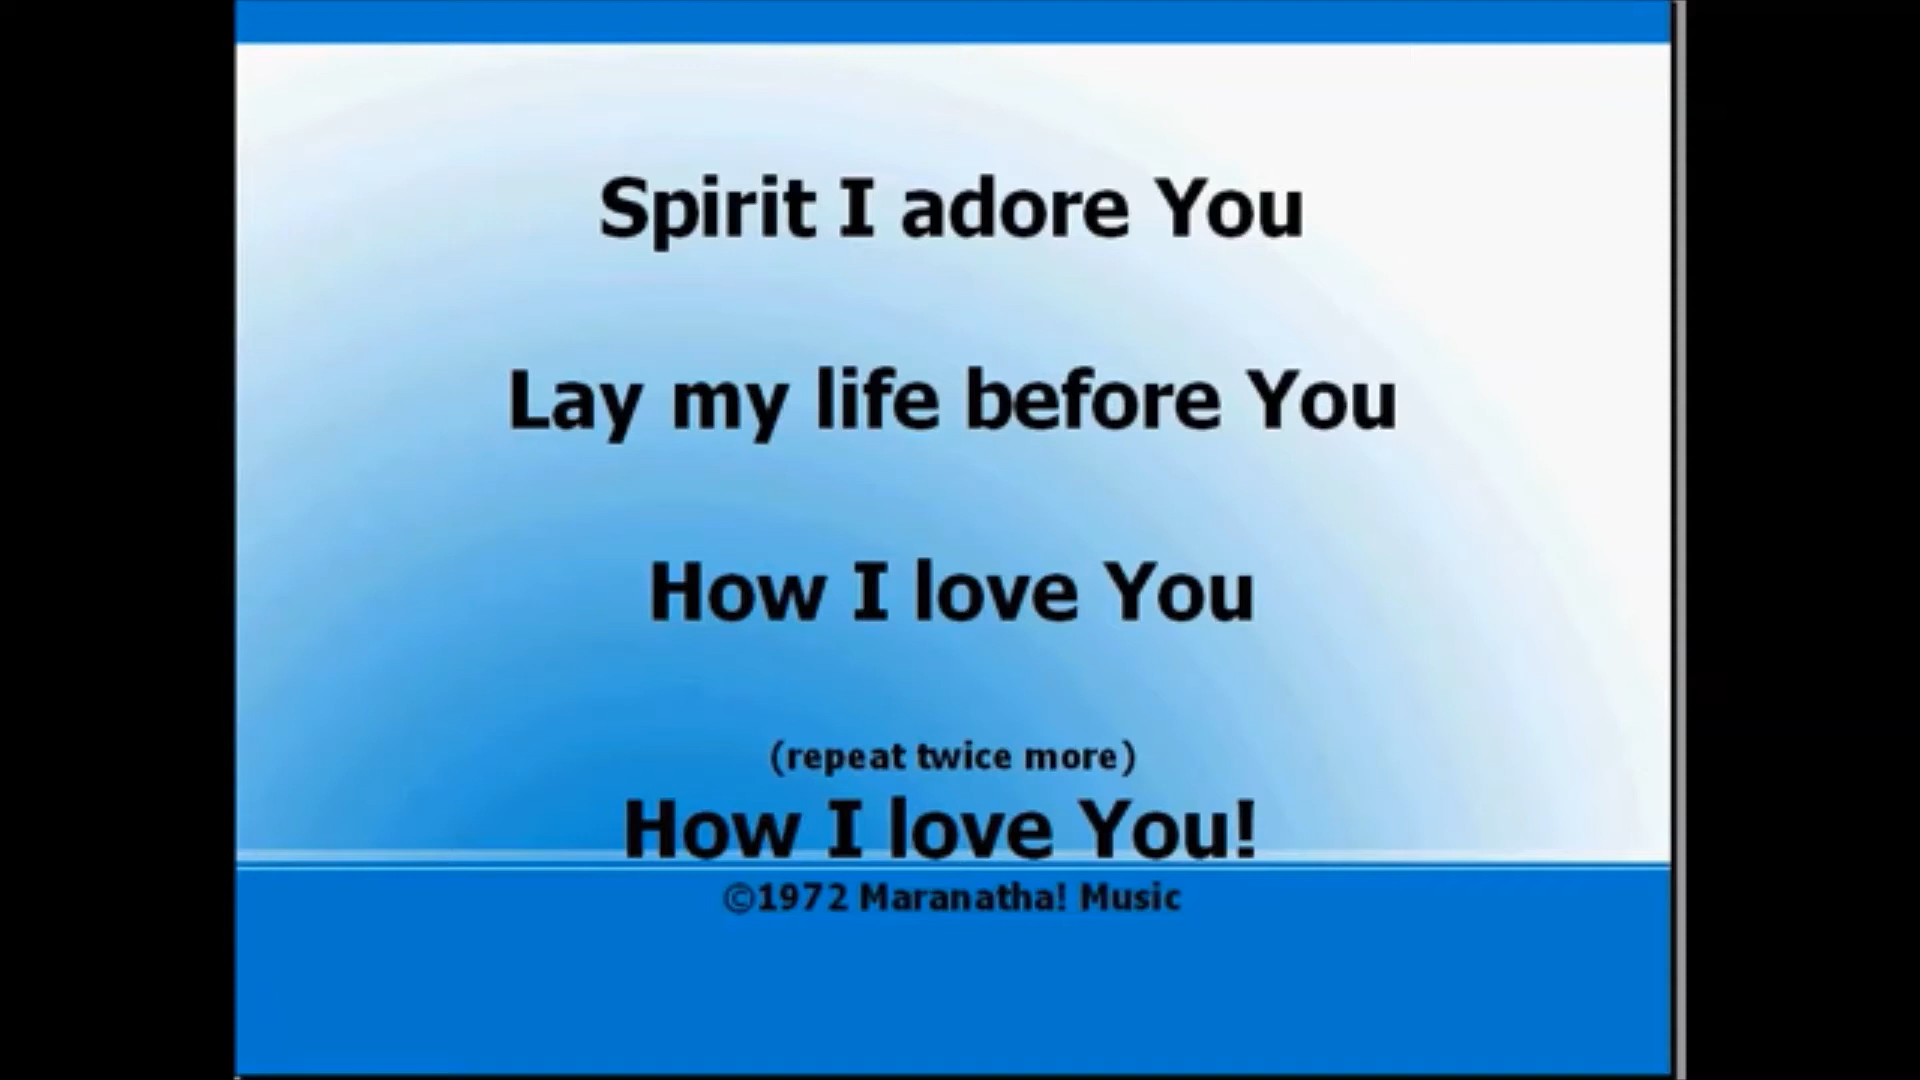 Spirit I adore You
Lay my life before You
How I love You
(repeat twice more)
How I love You!
©1972 Maranatha! Music